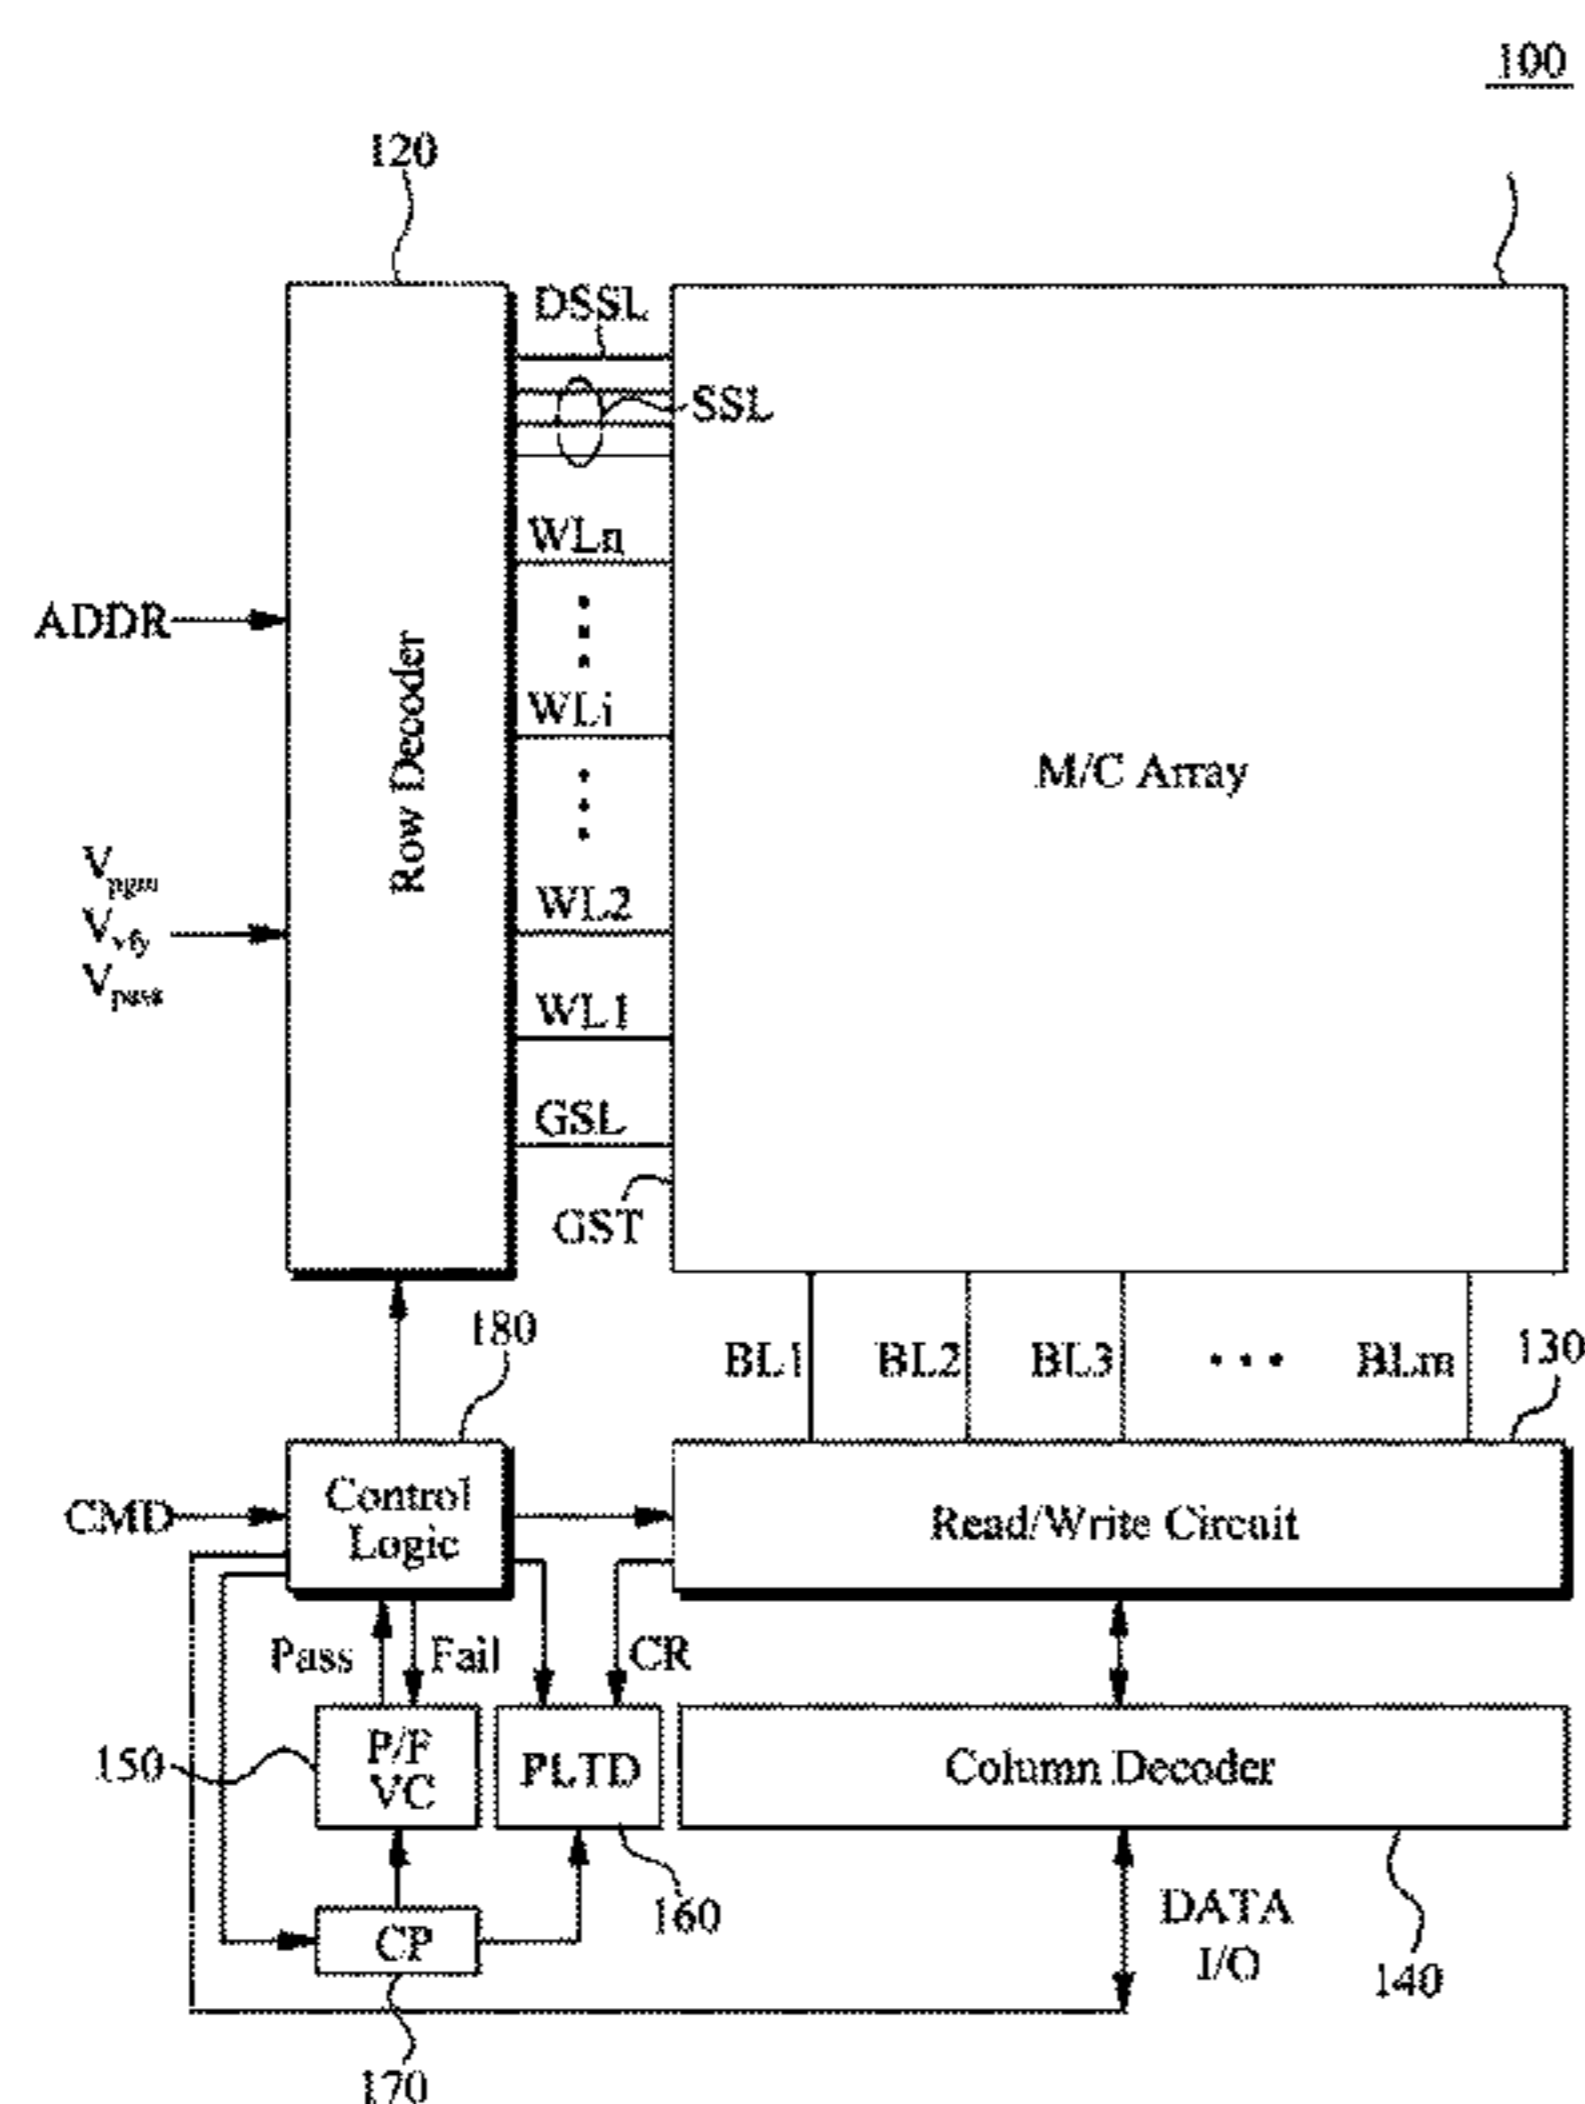 100
120
DSSL
SSL
WLn
ADDR
WLi
Row Decoder
M/C Array
Vpgm
Vvfy
Vpass
WL2
WL1
GSL
GST
180
BL1 BL2 BL3 ... BLm
130
CMD
Control
Logic
Read/Write Circuit
Pass
Fail
CR
150
P/F
VC
PLTD
Column Decoder
160
DATA
I/O
CP
140
170